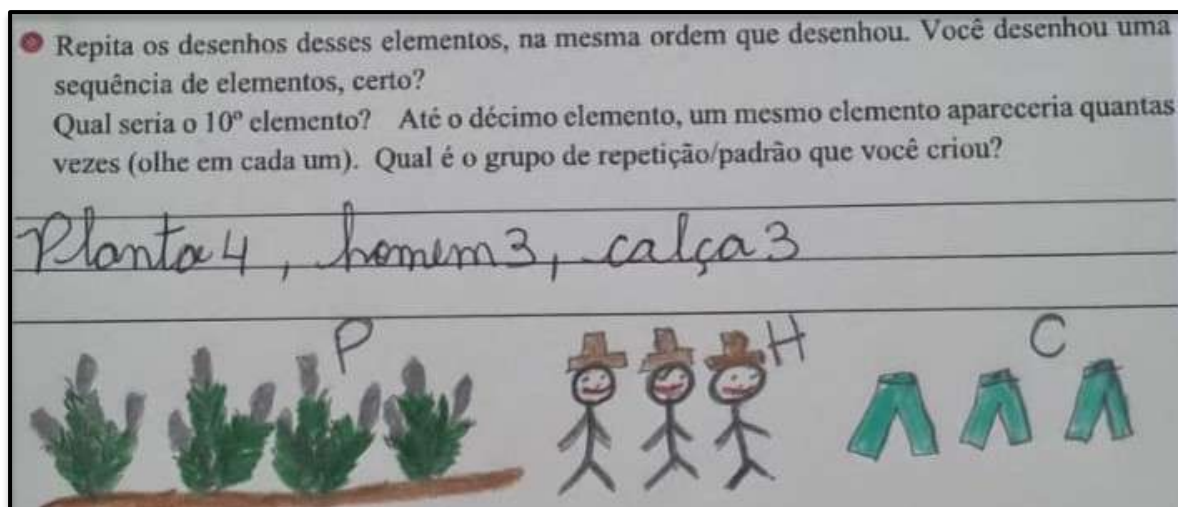 Repita os desenhos desses elementos, na mesma ordem que desenhou. Você desenhou uma
sequência de elementos, certo?
Qual seria o 10º elemento? Até o décimo elemento, um mesmo elemento apareceria quantas
vezes (olhe em cada um). Qual é o grupo de repetição/padrão que você criou?
Planta 4, homem 3, calça 3
P H C